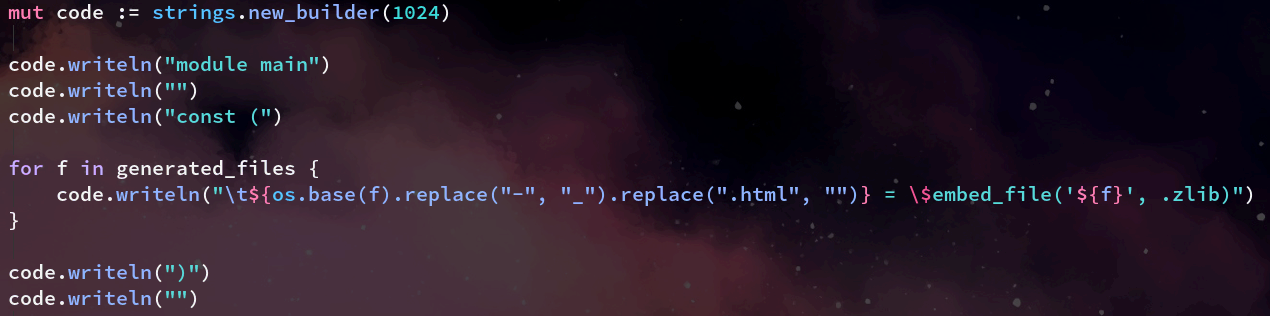 mut code := strings.new_builder(1024)
code.writeln("module main")
code.writeln("")
code.writeln("const (")
for f in generated_files {
    code.writeln("\t${os.base(f).replace("-", "_").replace(".html", "")} = \$embed_file('${f}', .zlib)")
}
code.writeln(")")
code.writeln("")